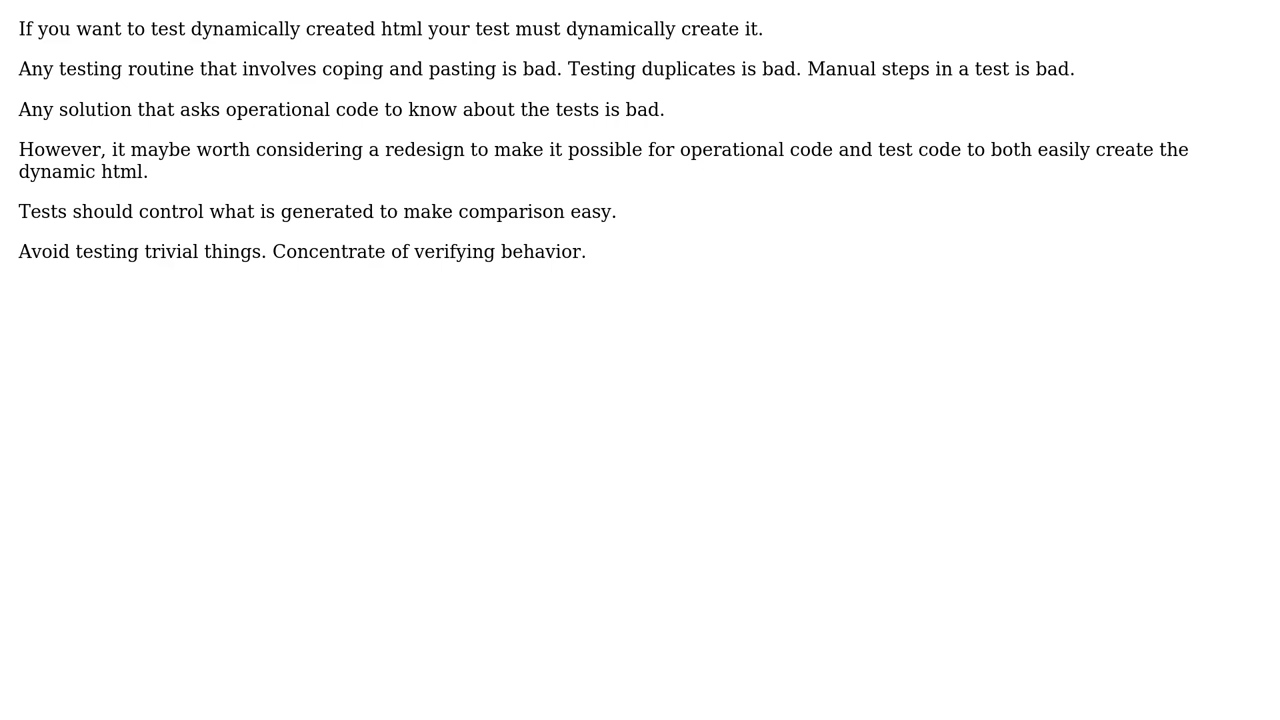 If you want to test dynamically created html your test must dynamically create it.
Any testing routine that involves coping and pasting is bad. Testing duplicates is bad. Manual steps in a test is bad.
Any solution that asks operational code to know about the tests is bad.
However, it maybe worth considering a redesign to make it possible for operational code and test code to both easily create the
dynamic html.
Tests should control what is generated to make comparison easy.
Avoid testing trivial things. Concentrate of verifying behavior.